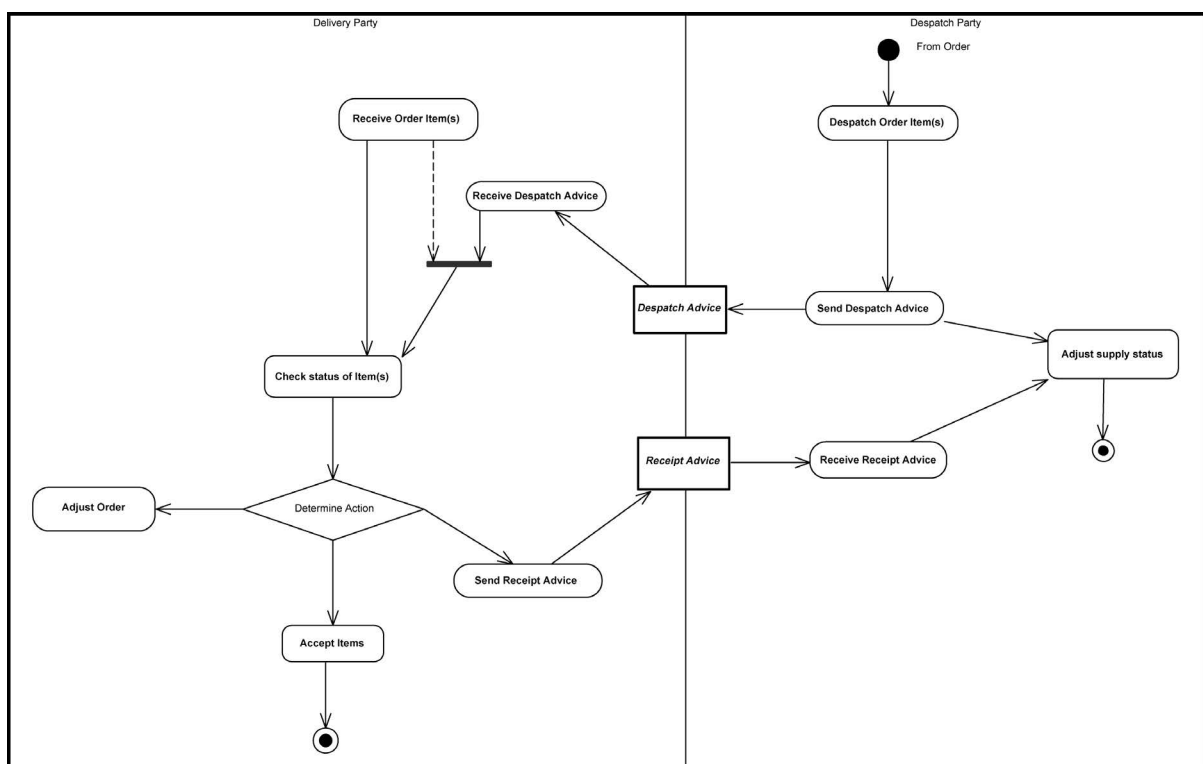 Delivery Party
Despatch Party
From Order
Receive Order Item(s)
Despatch Order Item(s)
Receive Despatch Advice
Despatch Advice
Send Despatch Advice
Adjust supply status
Check status of Item(s)
Receipt Advice
Receive Receipt Advice
Adjust Order
Determine Action
Send Receipt Advice
Accept Items